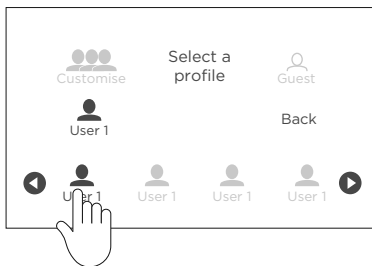 Select a
profile
Customise
Guest
User 1
Back
User 1
User 1
User 1
User 1